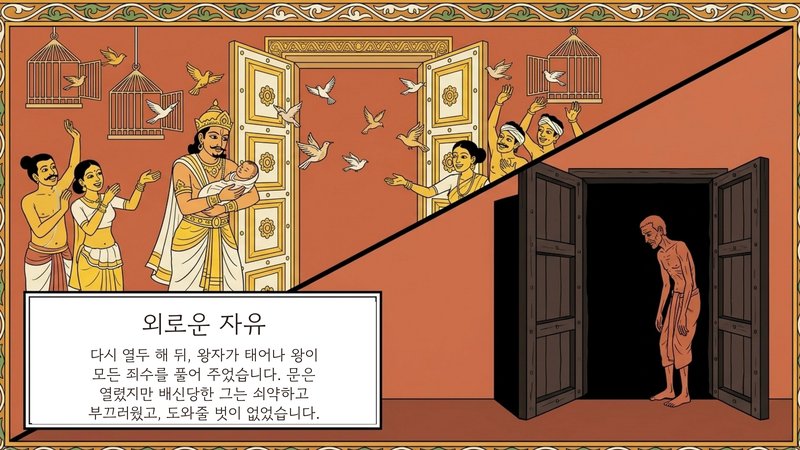 외로운 자유
다시 열두 해 뒤, 왕자가 태어나 왕이
모든 죄수를 풀어 주었습니다. 문은
열렸지만 배신당한 그는 쇠약하고
부끄러웠고, 도와줄 벗이 없었습니다.